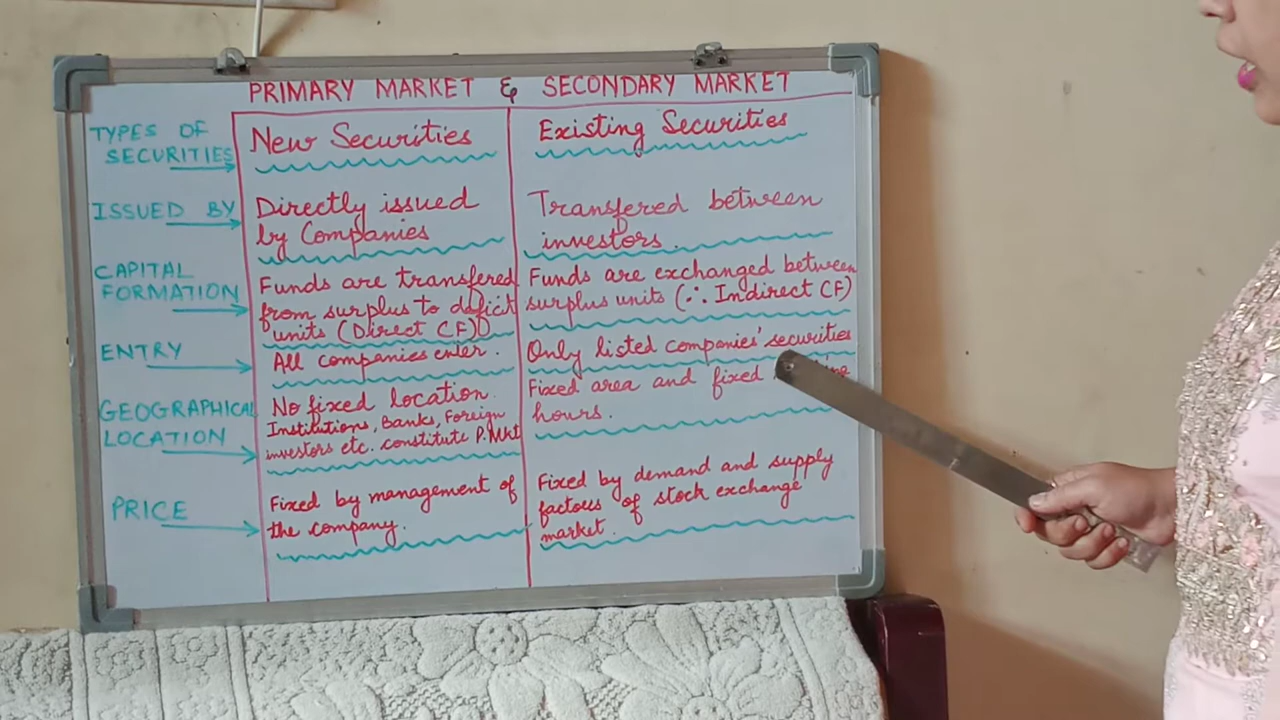 PRIMARY MARKET & SECONDARY MARKET
TYPES OF
SECURITIES
New Securities
Existing Securities
ISSUED BY
Directly issued
by Companies
Transfered between
investors.
CAPITAL
FORMATION
Funds are transfered
from surplus to deficit
units (Direct CF)
Funds are exchanged between
surplus units (∴ Indirect CF)
ENTRY
All companies enter.
Only listed companies' securities
GEOGRAPHICAL
LOCATION
No fixed location.
Institutions, Banks, Foreign
investors etc. constitute P.Mkt
Fixed area and fixed
hours.
PRICE
Fixed by management of
the company.
Fixed by demand and supply
factors of stock exchange
market.